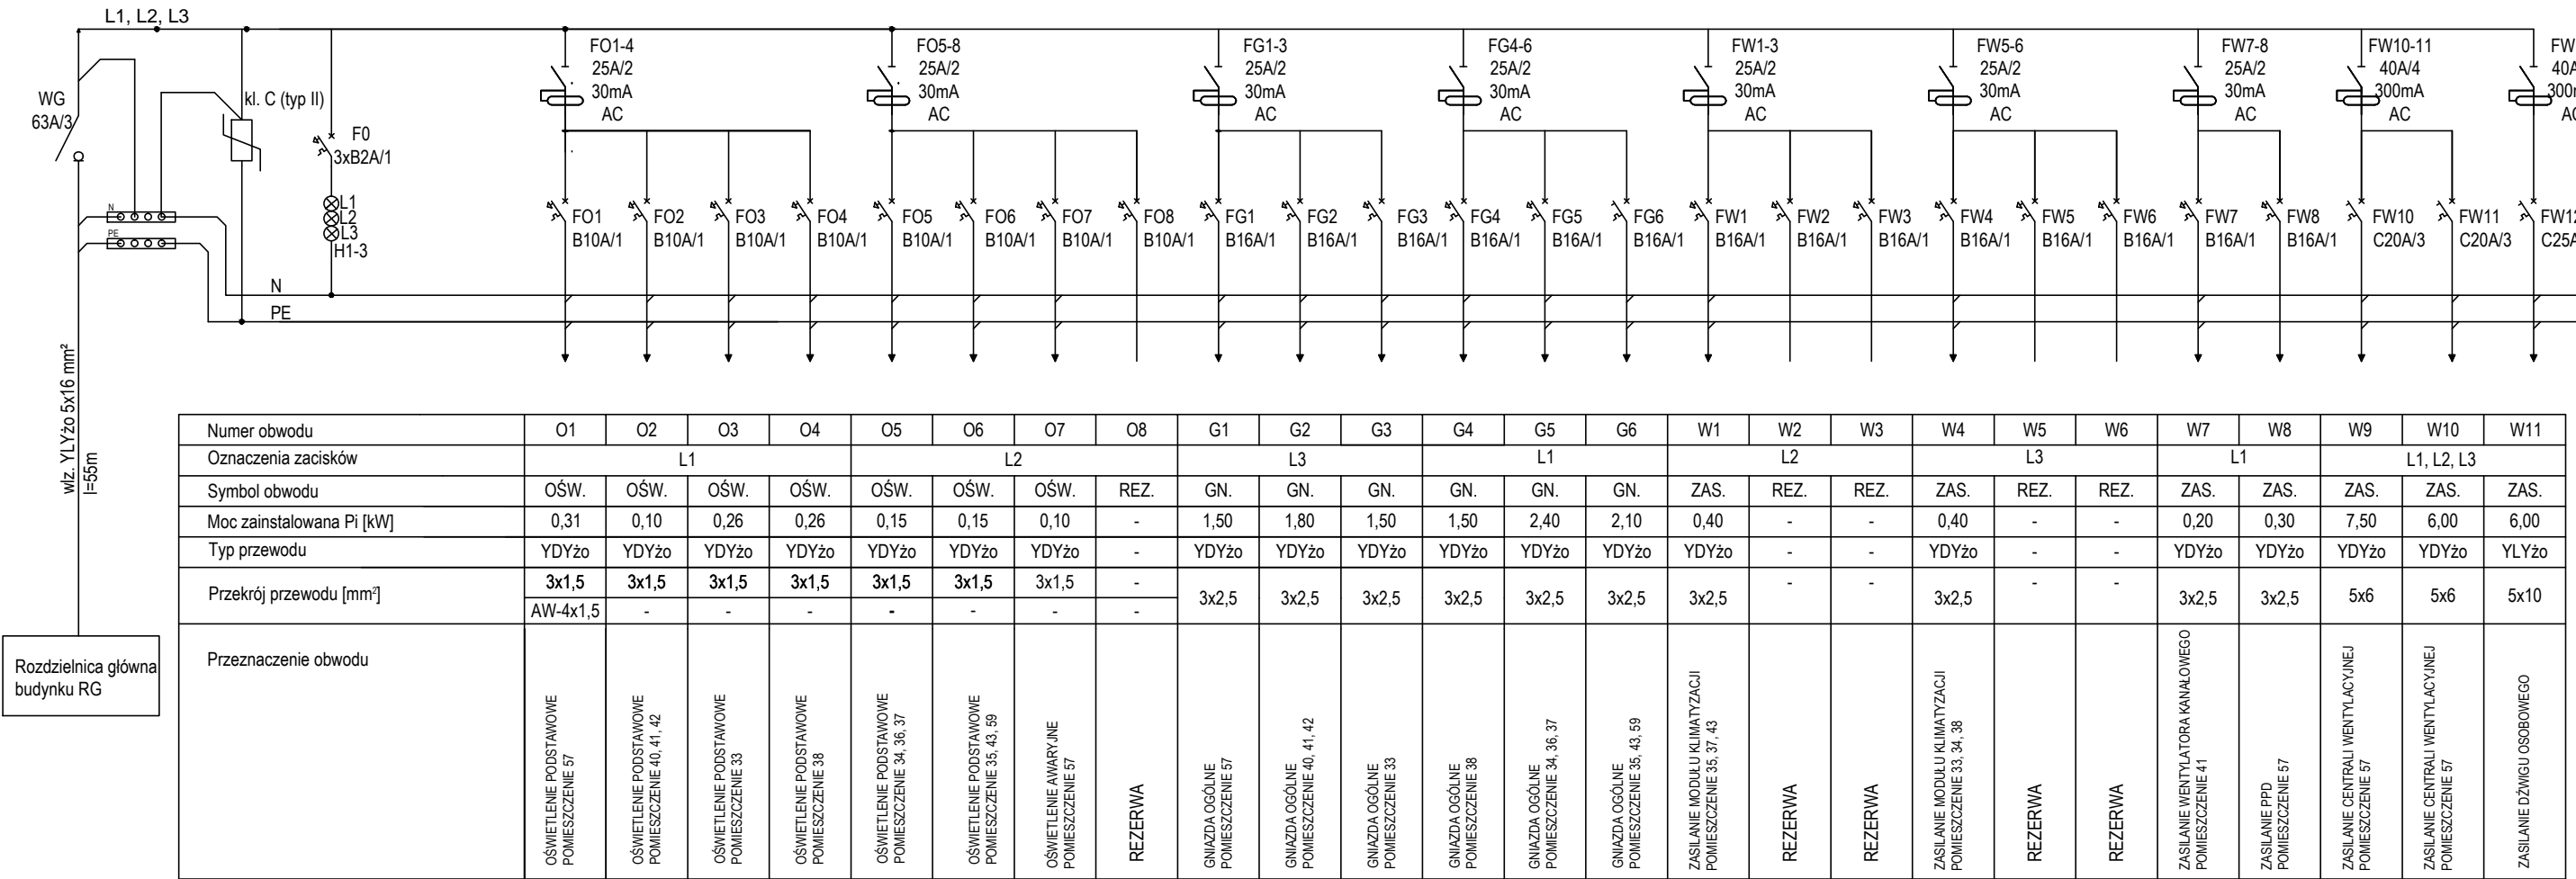 L1, L2, L3
WG
63A/3
kl. C (typ II)
F0
3xB2A/1
L1
L2
L3
H1-3
N
PE
N
PE
wlz. YLYżo 5x16 mm²
l=55m
Rozdzielnica główna
budynku RG
FO1-4
25A/2
30mA
AC
FO5-8
25A/2
30mA
AC
FG1-3
25A/2
30mA
AC
FG4-6
25A/2
30mA
AC
FW1-3
25A/2
30mA
AC
FW5-6
25A/2
30mA
AC
FW7-8
25A/2
30mA
AC
FW10-11
40A/4
300mA
AC
FO1
B10A/1
FO2
B10A/1
FO3
B10A/1
FO4
B10A/1
FO5
B10A/1
FO6
B10A/1
FO7
B10A/1
FO8
B10A/1
FG1
B16A/1
FG2
B16A/1
FG3
B16A/1
FG4
B16A/1
FG5
B16A/1
FG6
B16A/1
FW1
B16A/1
FW2
B16A/1
FW3
B16A/1
FW4
B16A/1
FW5
B16A/1
FW6
B16A/1
FW7
B16A/1
FW8
B16A/1
FW10
C20A/3
FW11
C20A/3
FW12
Numer obwodu O1 O2 O3 O4 O5 O6 O7 O8 G1 G2 G3 G4 G5 G6 W1 W2 W3 W4 W5 W6 W7 W8 W9 W10 W11
Oznaczenia zacisków L1 L2 L3 L1 L2 L3 L1 L1, L2, L3
Symbol obwodu OŚW. OŚW. OŚW. OŚW. OŚW. OŚW. OŚW. REZ. GN. GN. GN. GN. GN. GN. ZAS. REZ. REZ. ZAS. REZ. REZ. ZAS. ZAS. ZAS. ZAS. ZAS.
Moc zainstalowana Pi [kW] 0,31 0,10 0,26 0,26 0,15 0,15 0,10 - 1,50 1,80 1,50 1,50 2,40 2,10 0,40 - - 0,40 - - 0,20 0,30 7,50 6,00 6,00
Typ przewodu YDYżo YDYżo YDYżo YDYżo YDYżo YDYżo YDYżo - YDYżo YDYżo YDYżo YDYżo YDYżo YDYżo YDYżo - - YDYżo - - YDYżo YDYżo YDYżo YDYżo YLYżo
Przekrój przewodu [mm²] 3x1,5 3x1,5 3x1,5 3x1,5 3x1,5 3x1,5 3x1,5 - 3x2,5 3x2,5 3x2,5 3x2,5 3x2,5 3x2,5 3x2,5 - - 3x2,5 - - 3x2,5 3x2,5 5x6 5x6 5x10
AW-4x1,5 - - - - - - -
Przeznaczenie obwodu
OŚWIETLENIE PODSTAWOWE
POMIESZCZENIE 57
OŚWIETLENIE PODSTAWOWE
POMIESZCZENIE 40, 41, 42
OŚWIETLENIE PODSTAWOWE
POMIESZCZENIE 33
OŚWIETLENIE PODSTAWOWE
POMIESZCZENIE 38
OŚWIETLENIE PODSTAWOWE
POMIESZCZENIE 34, 36, 37
OŚWIETLENIE PODSTAWOWE
POMIESZCZENIE 35, 43, 59
OŚWIETLENIE AWARYJNE
POMIESZCZENIE 57
REZERWA
GNIAZDA OGÓLNE
POMIESZCZENIE 57
GNIAZDA OGÓLNE
POMIESZCZENIE 40, 41, 42
GNIAZDA OGÓLNE
POMIESZCZENIE 33
GNIAZDA OGÓLNE
POMIESZCZENIE 38
GNIAZDA OGÓLNE
POMIESZCZENIE 34, 36, 37
GNIAZDA OGÓLNE
POMIESZCZENIE 35, 43, 59
ZASILANIE MODUŁU KLIMATYZACJI
POMIESZCZENIE 35, 37, 43
REZERWA
REZERWA
ZASILANIE MODUŁU KLIMATYZACJI
POMIESZCZENIE 33, 34, 38
REZERWA
REZERWA
ZASILANIE WENTYLATORA KANAŁOWEGO
POMIESZCZENIE 41
ZASILANIE PPD
POMIESZCZENIE 57
ZASILANIE CENTRALI WENTYLACYJNEJ
POMIESZCZENIE 57
ZASILANIE CENTRALI WENTYLACYJNEJ
POMIESZCZENIE 57
ZASILANIE DŹWIGU OSOBOWEGO